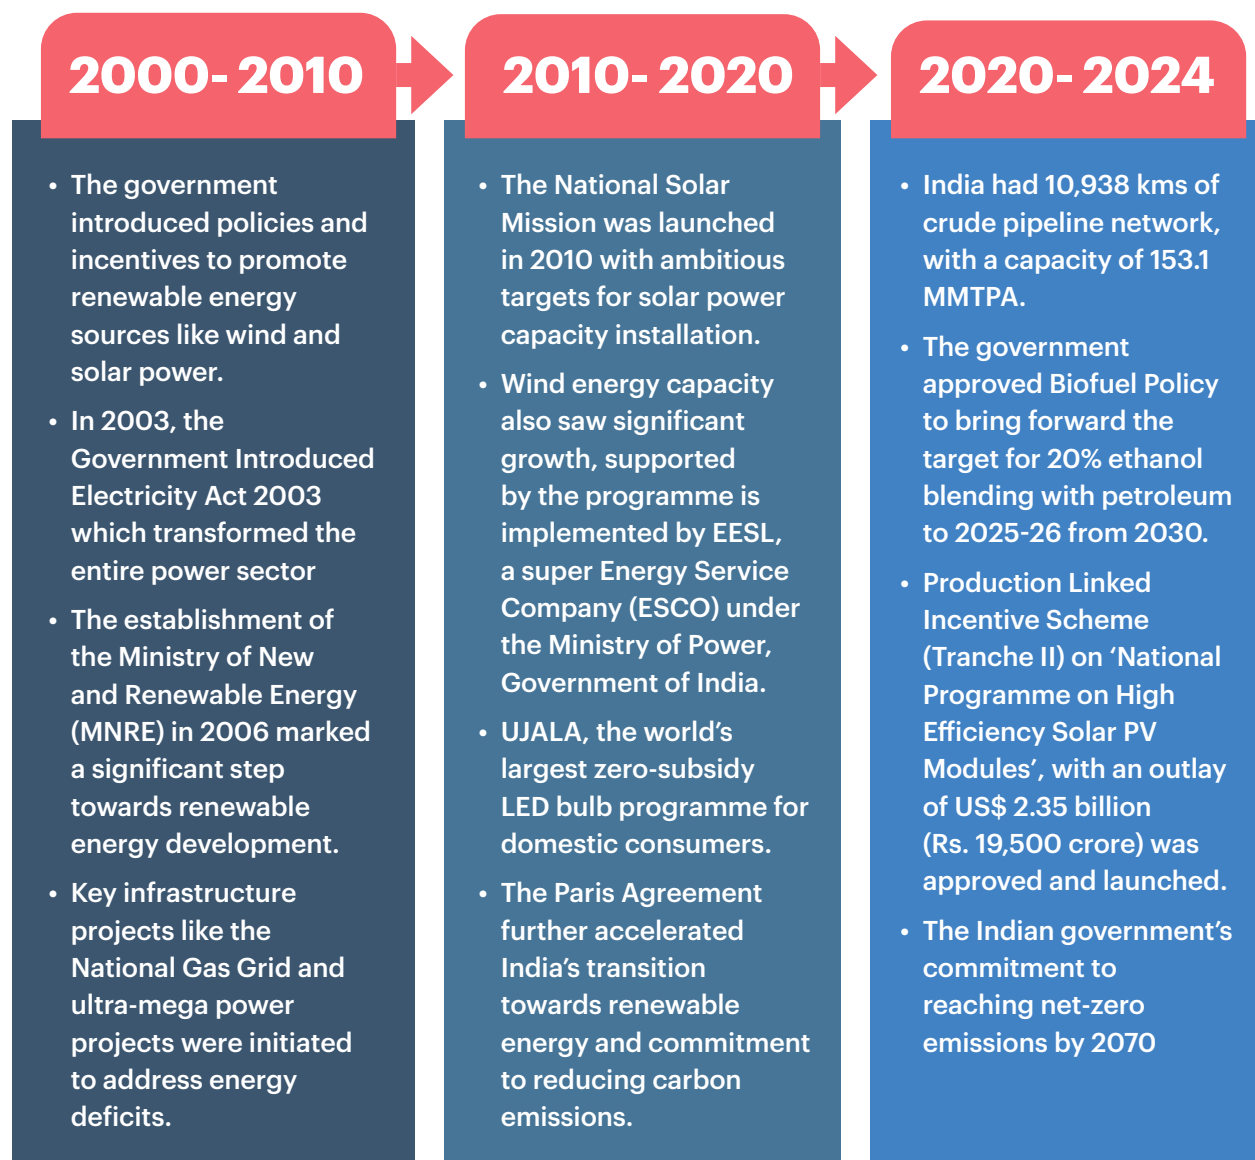 2000- 2010
• The government
introduced policies and
incentives to promote
renewable energy
sources like wind and
solar power.
• In 2003, the
Government Introduced
Electricity Act 2003
which transformed the
entire power sector
• The establishment of
the Ministry of New
and Renewable Energy
(MNRE) in 2006 marked
a significant step
towards renewable
energy development.
• Key infrastructure
projects like the
National Gas Grid and
ultra-mega power
projects were initiated
to address energy
deficits.
2010- 2020
• The National Solar
Mission was launched
in 2010 with ambitious
targets for solar power
capacity installation.
• Wind energy capacity
also saw significant
growth, supported
by the programme is
implemented by EESL,
a super Energy Service
Company (ESCO) under
the Ministry of Power,
Government of India.
• UJALA, the world’s
largest zero-subsidy
LED bulb programme for
domestic consumers.
• The Paris Agreement
further accelerated
India’s transition
towards renewable
energy and commitment
to reducing carbon
emissions.
2020- 2024
• India had 10,938 kms of
crude pipeline network,
with a capacity of 153.1
MMTPA.
• The government
approved Biofuel Policy
to bring forward the
target for 20% ethanol
blending with petroleum
to 2025-26 from 2030.
• Production Linked
Incentive Scheme
(Tranche II) on ‘National
Programme on High
Efficiency Solar PV
Modules’, with an outlay
of US$ 2.35 billion
(Rs. 19,500 crore) was
approved and launched.
• The Indian government’s
commitment to
reaching net-zero
emissions by 2070